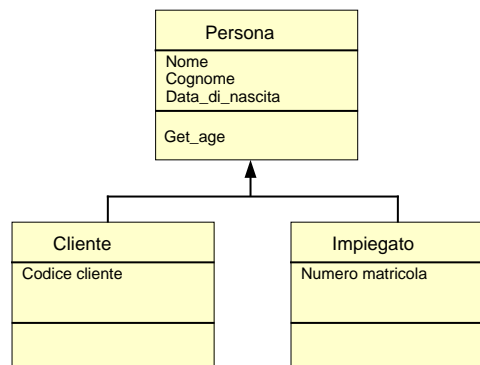 Persona
Nome
Cognome
Data_di_nascita
Get_age
Cliente
Codice cliente
Impiegato
Numero matricola